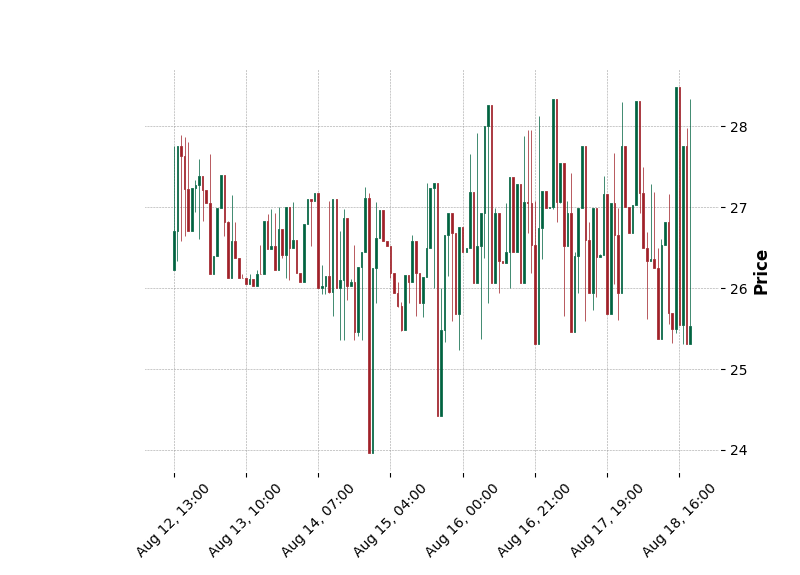 28
27
26
25
24
Price
Aug 12, 13:00
Aug 13, 10:00
Aug 14, 07:00
Aug 15, 04:00
Aug 16, 00:00
Aug 16, 21:00
Aug 17, 19:00
Aug 18, 16:00